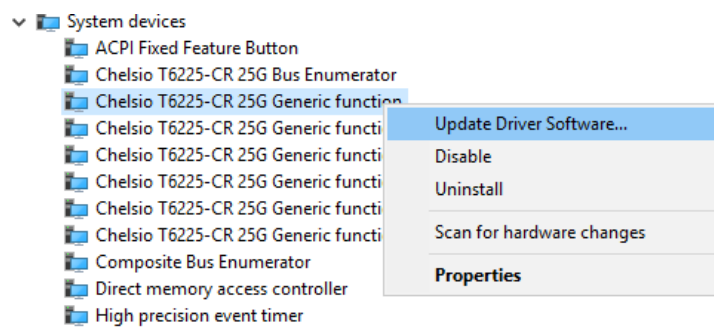 System devices
ACPI Fixed Feature Button
Chelsio T6225-CR 25G Bus Enumerator
Chelsio T6225-CR 25G Generic function
Update Driver Software...
Chelsio T6225-CR 25G Generic functi
Disable
Chelsio T6225-CR 25G Generic functi
Uninstall
Chelsio T6225-CR 25G Generic functi
Chelsio T6225-CR 25G Generic functi
Scan for hardware changes
Chelsio T6225-CR 25G Generic functi
Composite Bus Enumerator
Properties
Direct memory access controller
High precision event timer